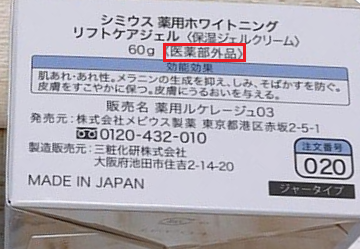 シミウス 薬用ホワイトニング
リフトケアジェル〈保湿ジェルクリーム〉
60g 〈医薬部外品〉
効能効果
肌あれ・あれ性。メラニンの生成を抑え、しみ、そばかすを防ぐ。
皮膚をすこやかに保つ。皮膚にうるおいを与える。
販売名 薬用ルケレージュ03
発売元:株式会社メビウス製薬 東京都港区赤坂2-5-1
0120-432-010
製造販売元:三粧化研株式会社
大阪府池田市住吉2-14-20
注文番号
020
MADE IN JAPAN
ジャータイプ